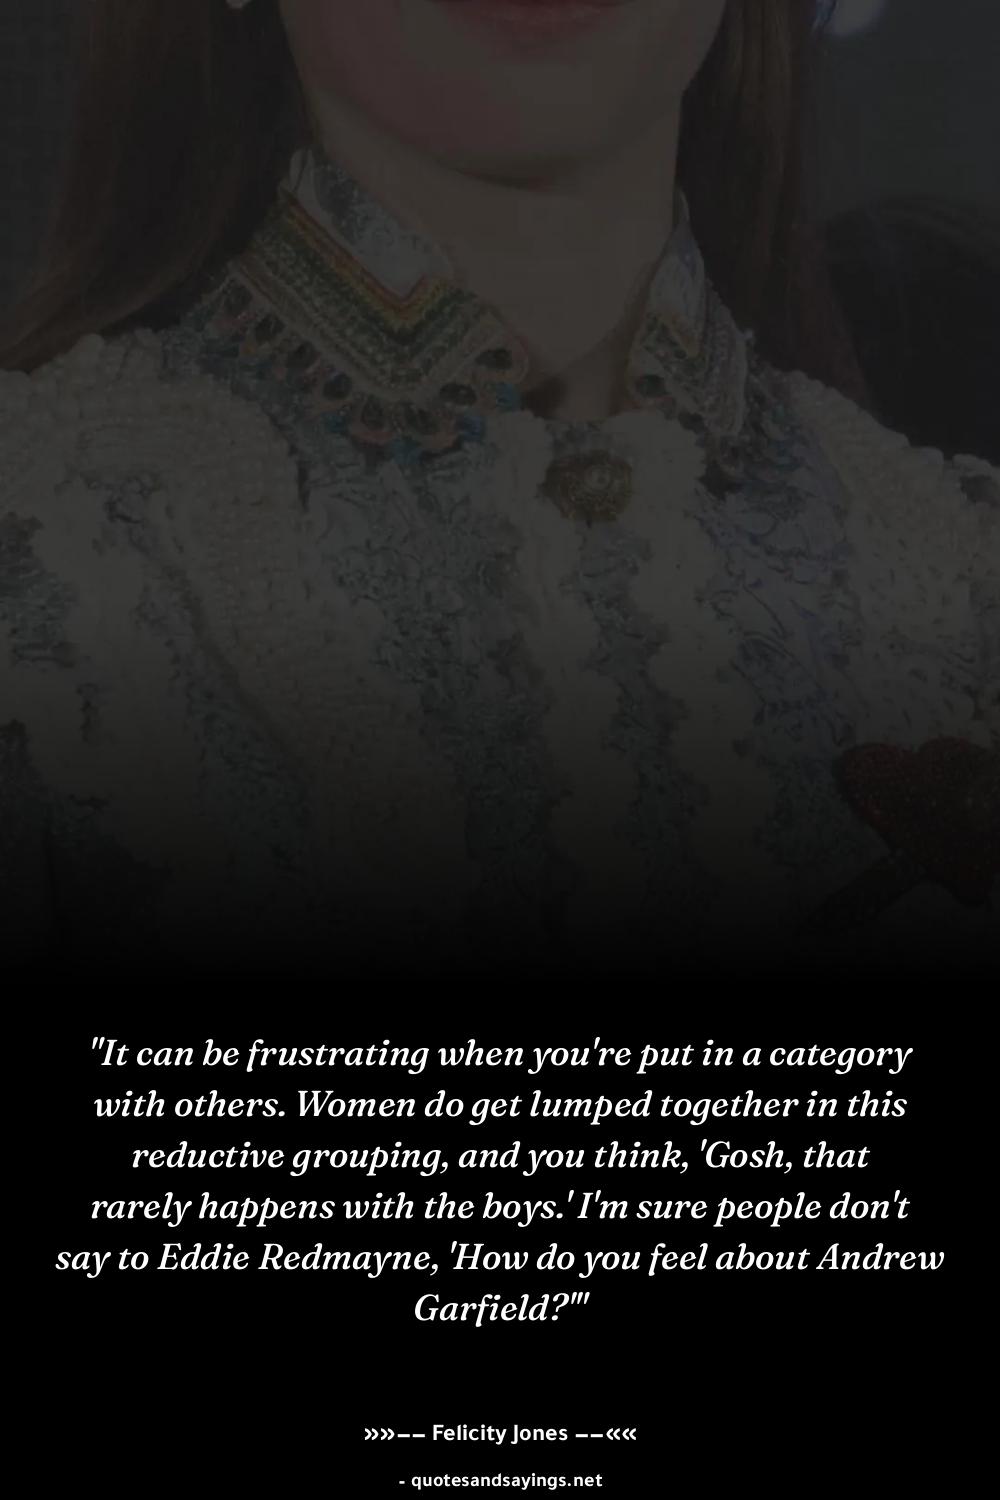 "It can be frustrating when you're put in a category
with others. Women do get lumped together in this
reductive grouping, and you think, 'Gosh, that
rarely happens with the boys.' I'm sure people don't
say to Eddie Redmayne, 'How do you feel about Andrew
Garfield?'"
»»—— Felicity Jones ——««
- quotesandsayings.net